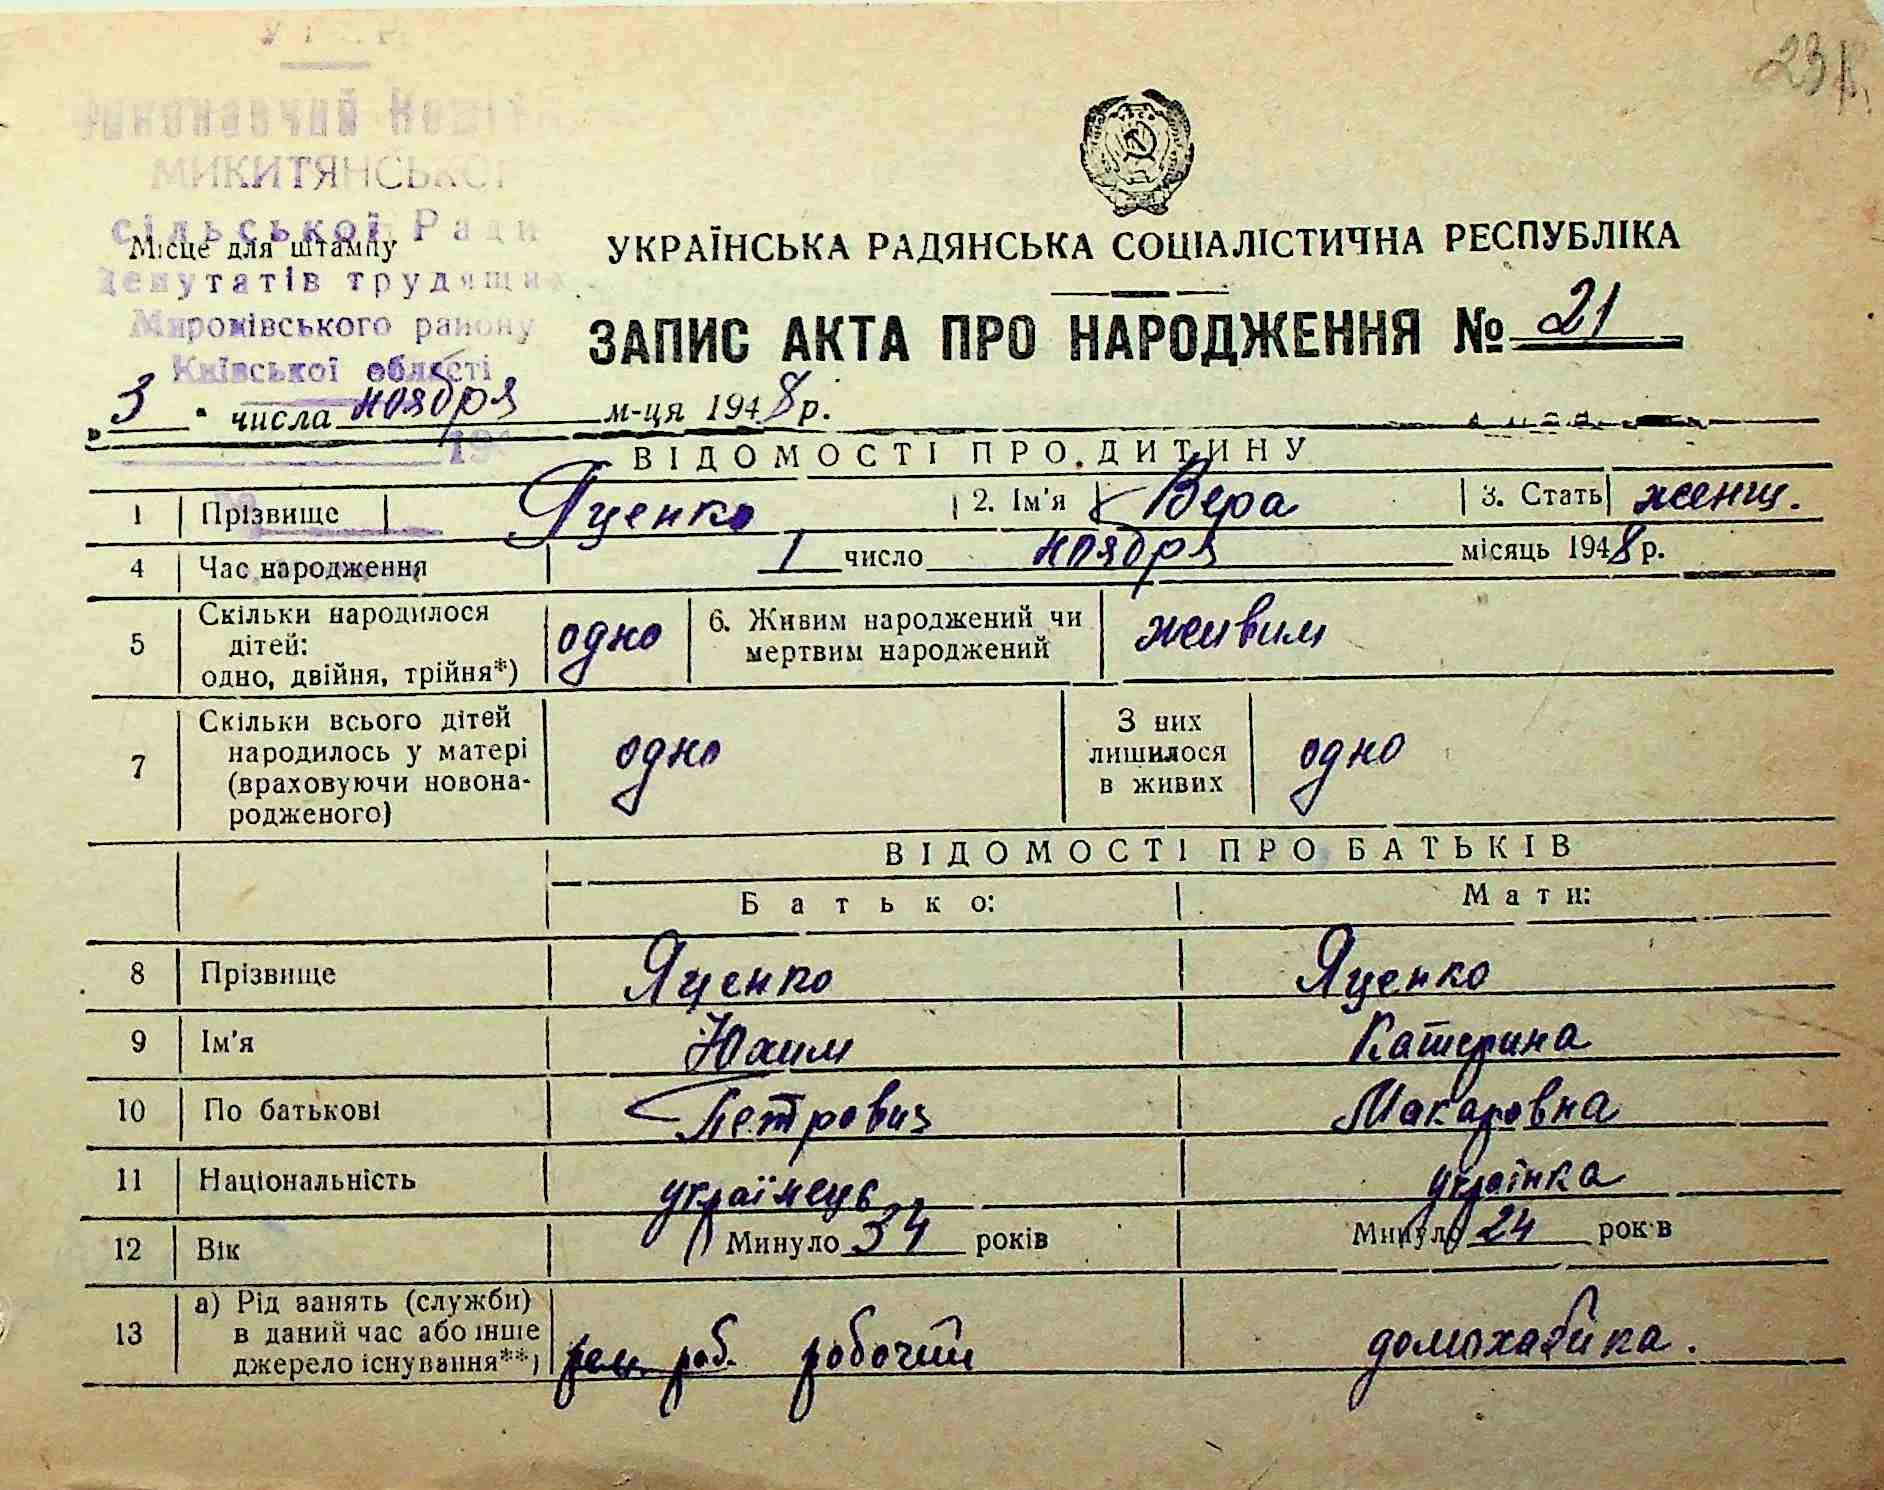 Виконавчий Коміт
МИКИТЯНСЬКОЇ
сільської Ради
Місце для штампу
Депутатів трудящих
Миронівського району
Київської області
УКРАЇНСЬКА РАДЯНСЬКА СОЦІАЛІСТИЧНА РЕСПУБЛІКА
ЗАПИС АКТА ПРО НАРОДЖЕННЯ № 21
„3“ числа ноября м-ця 1948 р.
ВІДОМОСТІ ПРО ДИТИНУ
1 Прізвище Яценко 2. Ім'я Вера 3. Стать женщ.
4 Час народження 1 число ноября місяць 1948 р.
5 Скільки народилося дітей: одно, двійня, трійня*) одно 6. Живим народжений чи мертвим народжений живим
7 Скільки всього дітей народилось у матері (враховуючи новонародженого) одно З них лишилося в живих одно
ВІДОМОСТІ ПРО БАТЬКІВ
Батько: Мати:
8 Прізвище Яценко Яценко
9 Ім'я Юхим Катерина
10 По батькові Петрович Макаровна
11 Національність українець українка
12 Вік Минуло 34 років Минуло 24 років
13 а) Рід занять (служби) в даний час або інше джерело існування**) роб. робочий домыхазяйка.